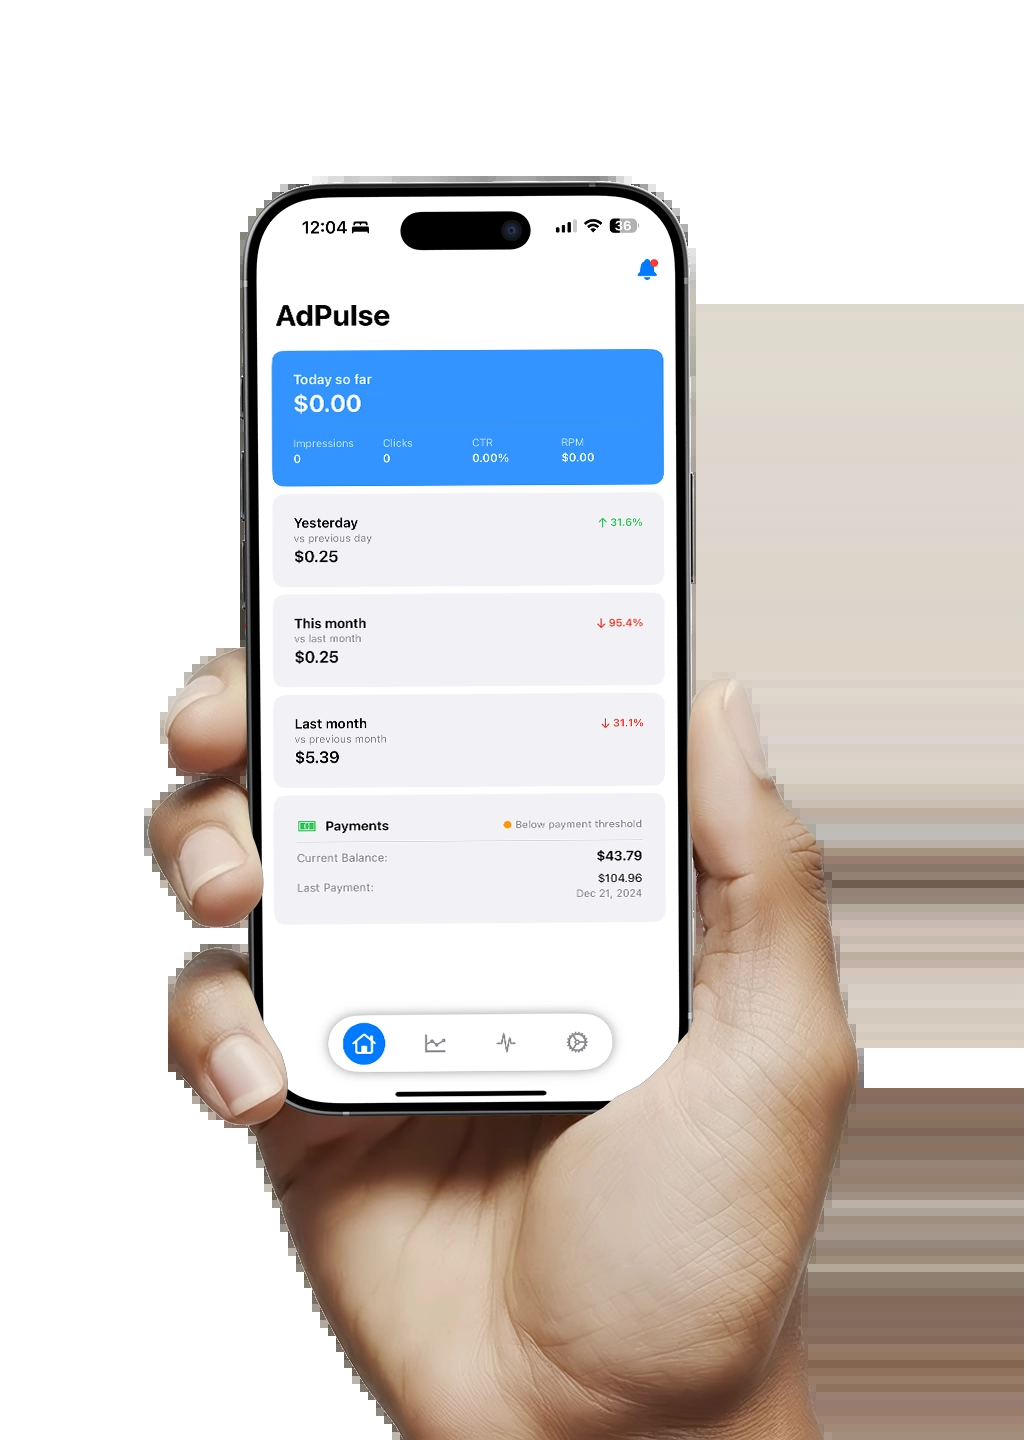 12:04
36
AdPulse
Today so far
$0.00
Impressions Clicks CTR RPM
0 0 0.00% $0.00
Yesterday ↑ 31.6%
vs previous day
$0.25
This month ↓ 95.4%
vs last month
$0.25
Last month ↓ 31.1%
vs previous month
$5.39
Payments Below payment threshold
Current Balance: $43.79
Last Payment: $104.96
Dec 21, 2024